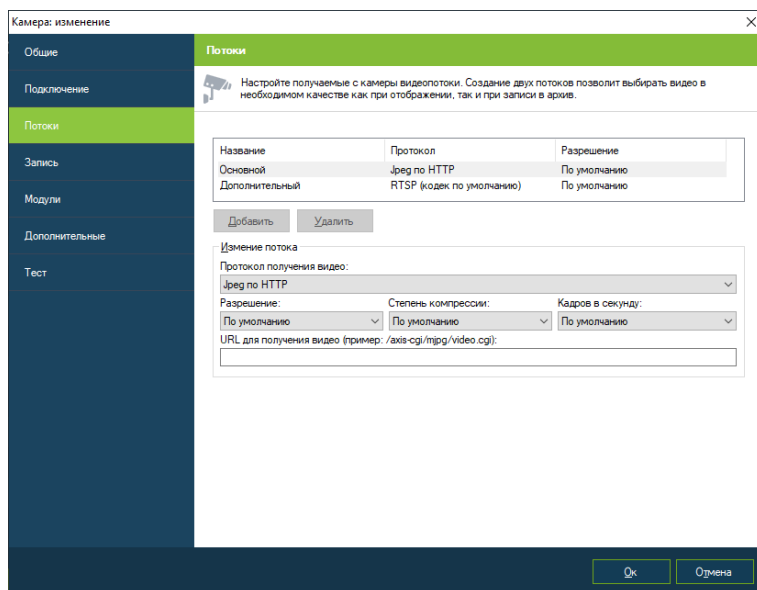 Камера: изменение
Общие
Подключение
Потоки
Запись
Модули
Дополнительные
Тест
Потоки
Настройте получаемые с камеры видеопотоки. Создание двух потоков позволит выбирать видео в
необходимом качестве как при отображении, так и при записи в архив.
Название Протокол Разрешение
Основной Jpeg по HTTP По умолчанию
Дополнительный RTSP (кодек по умолчанию) По умолчанию
Добавить Удалить
Измение потока
Протокол получения видео:
Jpeg по HTTP
Разрешение: Степень компрессии: Кадров в секунду:
По умолчанию По умолчанию По умолчанию
URL для получения видео (пример: /axis-cgi/mjpg/video.cgi):
Ок Отмена